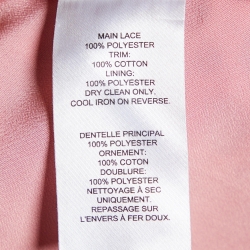 MAIN LACE
100% POLYESTER
TRIM:
100% COTTON
LINING:
100% POLYESTER
DRY CLEAN ONLY.
COOL IRON ON REVERSE.
DENTELLE PRINCIPAL
100% POLYESTER
ORNEMENT:
100% COTON
DOUBLURE:
100% POLYESTER
NETTOYAGE À SEC
UNIQUEMENT.
REPASSAGE SUR
L'ENVERS À FER DOUX.